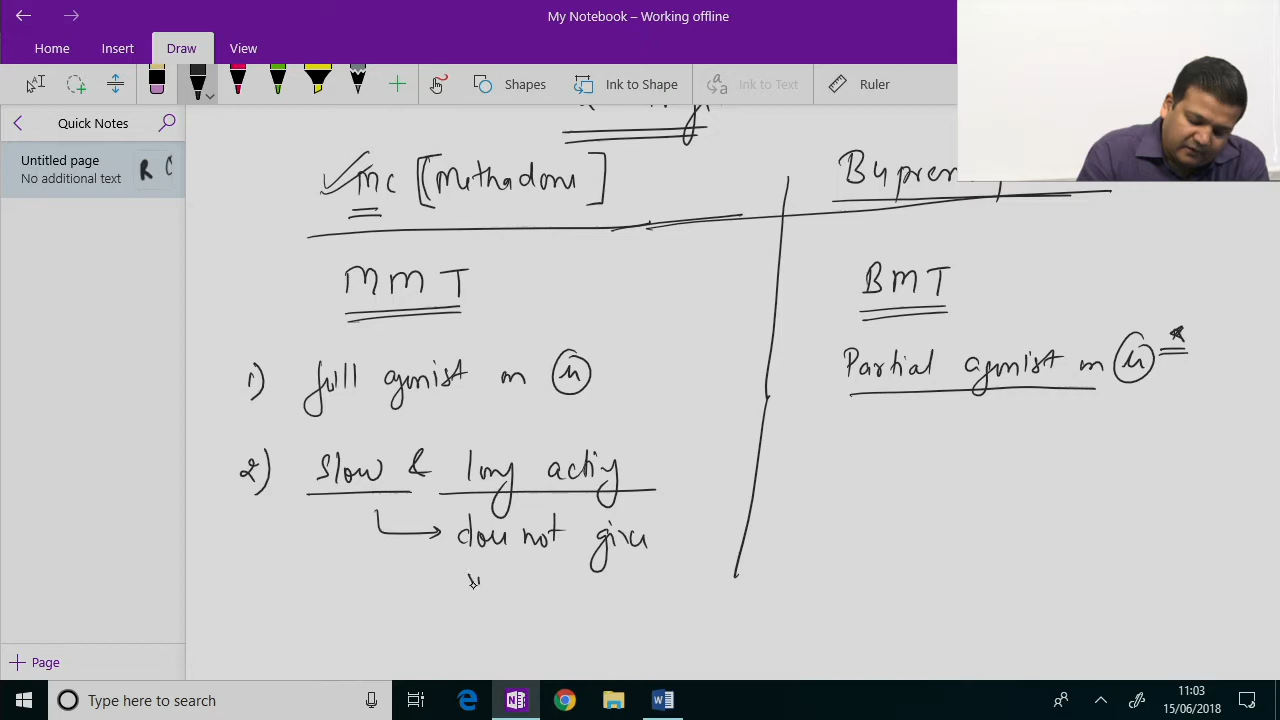 My Notebook – Working offline
Home Insert Draw View
Shapes Ink to Shape Ink to Text Ruler
Quick Notes
Untitled page
No additional text
R C
mc [Methadone]
MMT
BMT
1) full agonist on μ
Partial agonist on μ *
2) slow & long acting
does not give
+ Page
Type here to search
11:03
15/06/2018